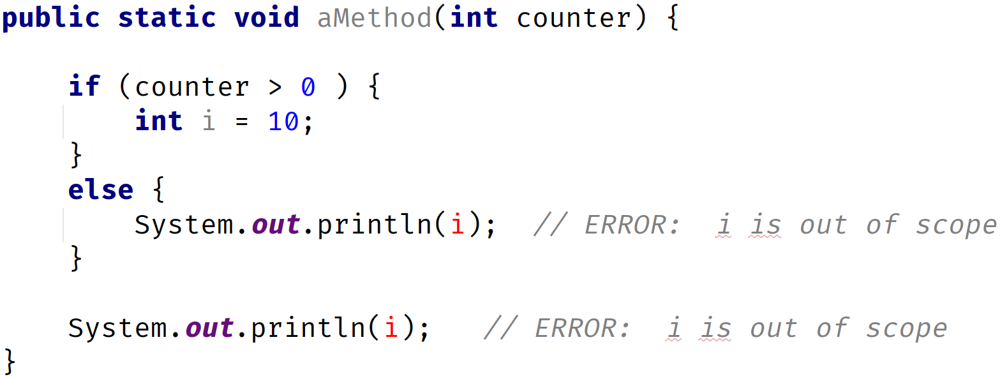 public static void aMethod(int counter) {
if (counter > 0 ) {
int i = 10;
}
else {
System.out.println(i);  // ERROR:  i is out of scope
}
System.out.println(i);   // ERROR:  i is out of scope
}